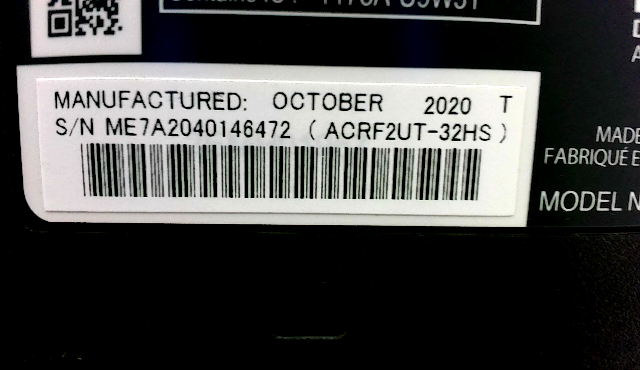 MANUFACTURED: OCTOBER 2020 T
S/N ME7A2040146472 ( ACRF2UT-32HS )
MADE
FABRIQUÉ E
MODEL N